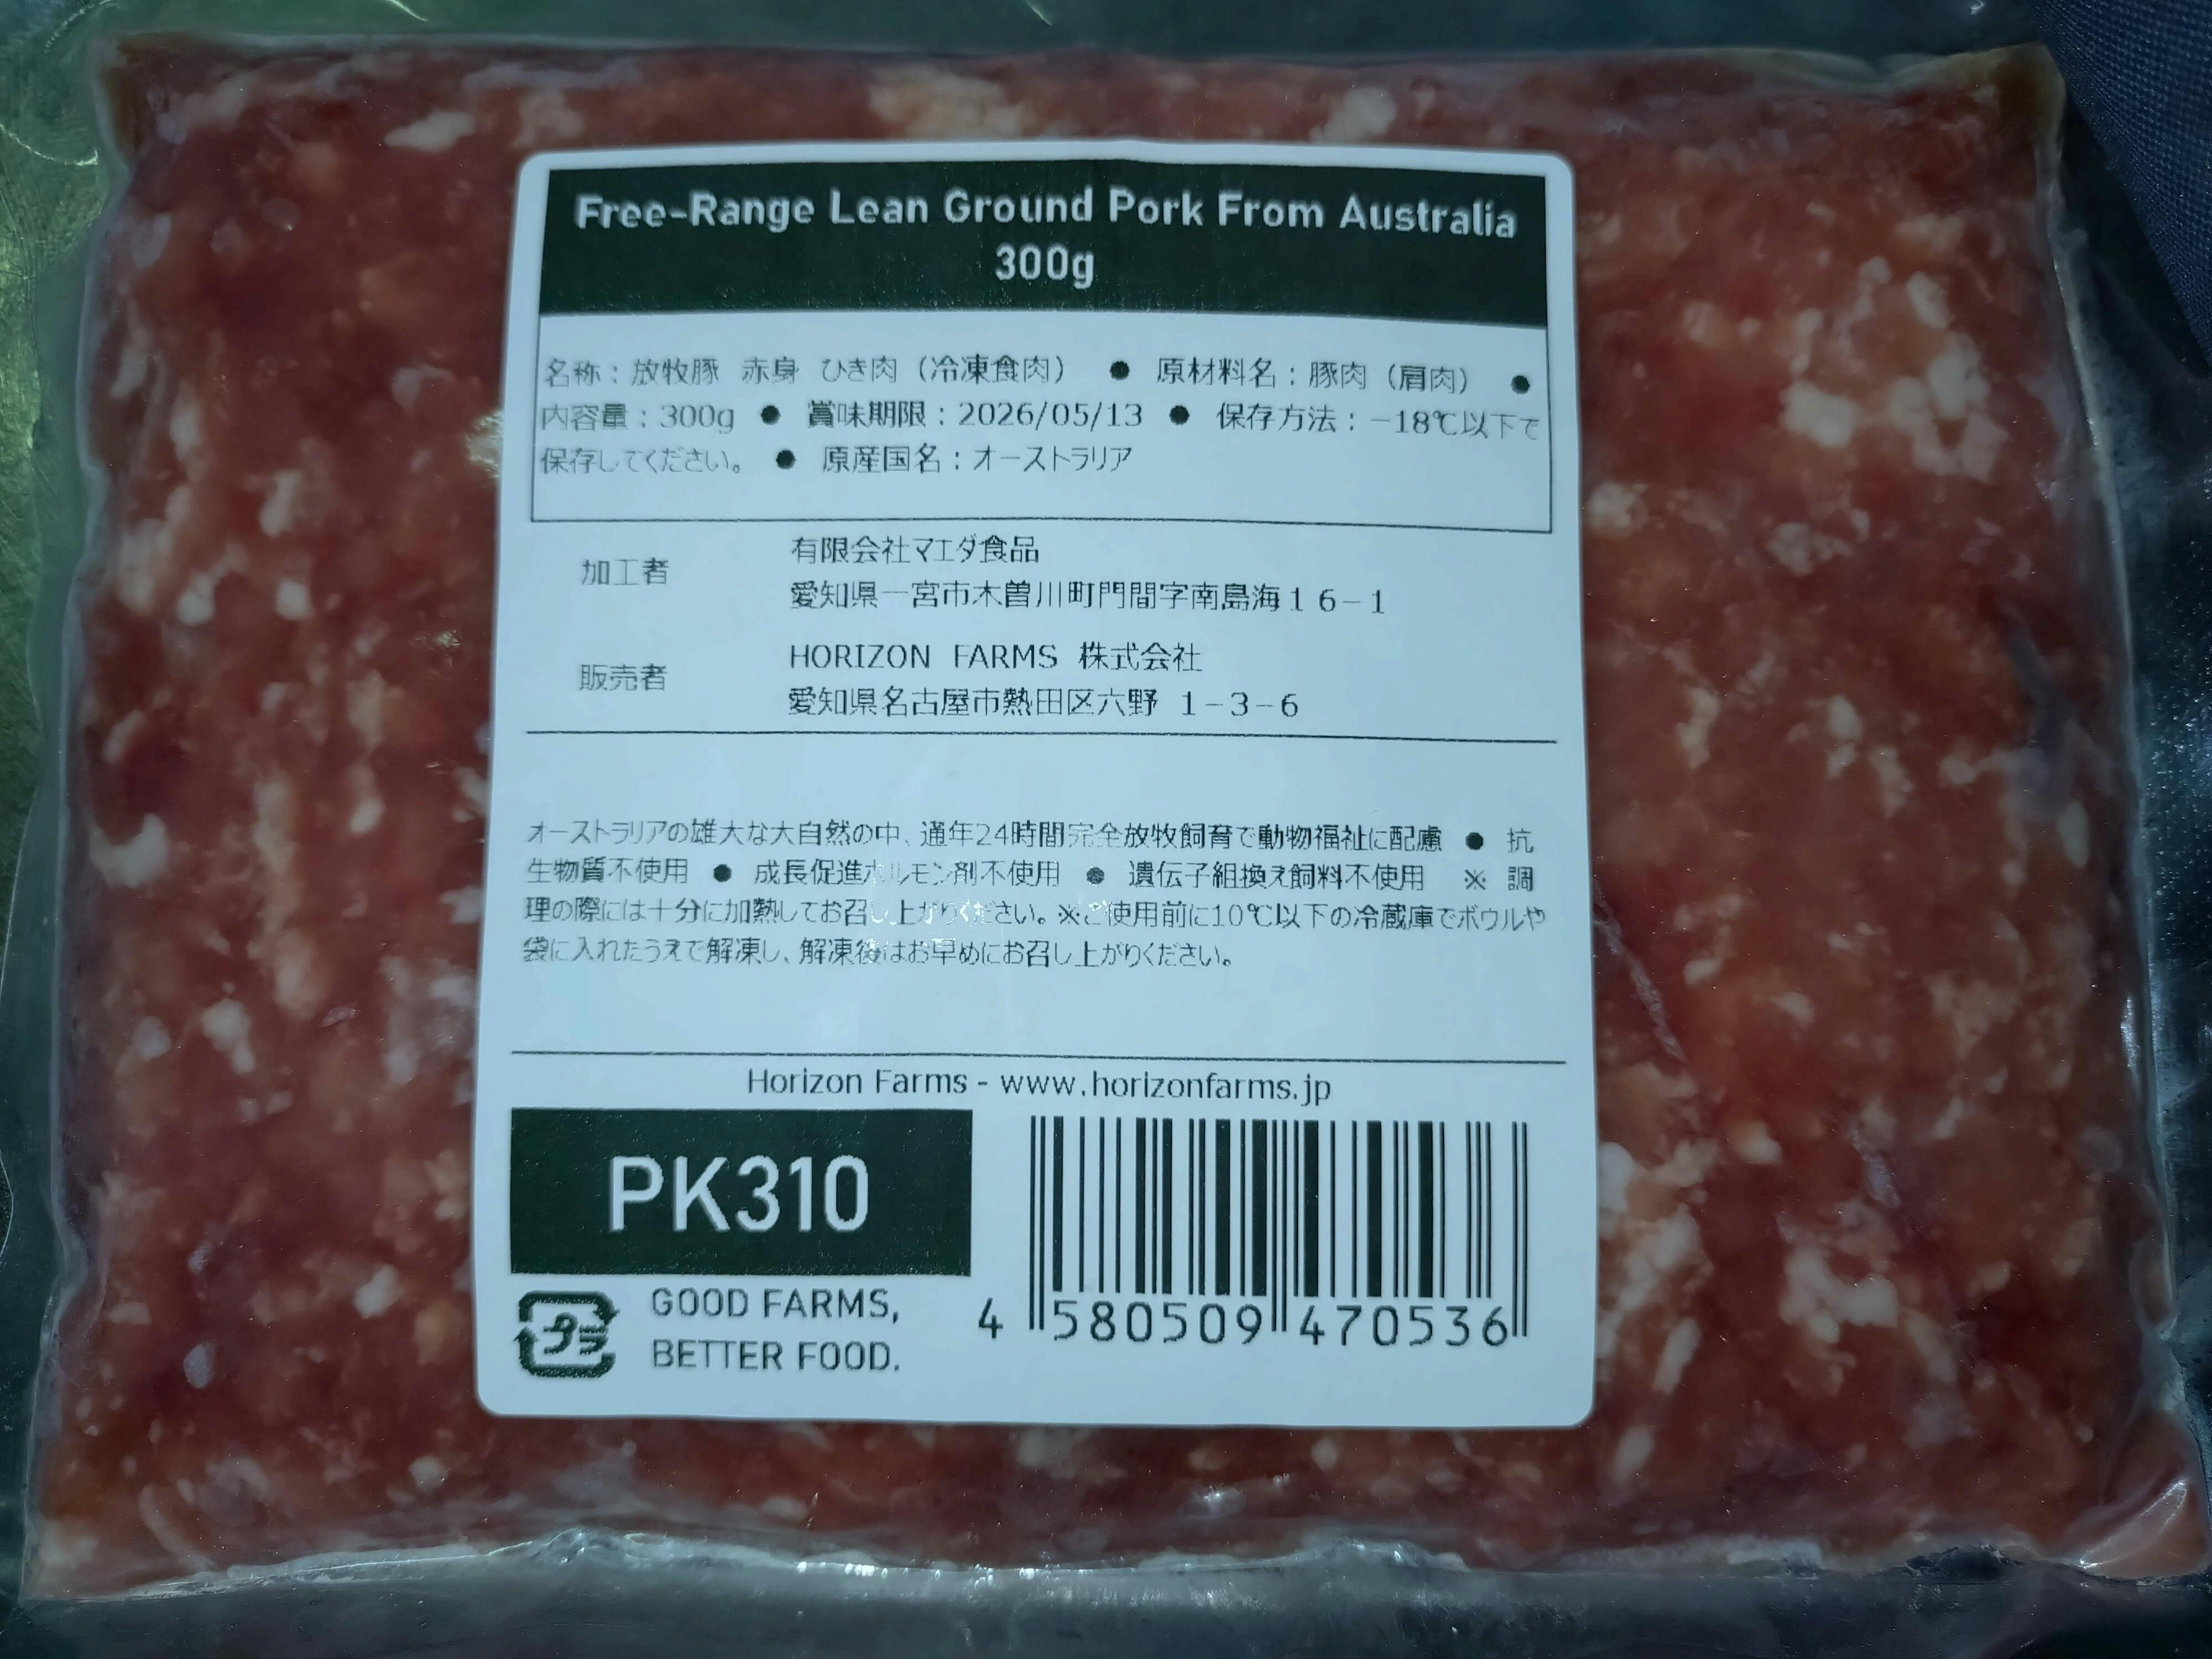 Free-Range Lean Ground Pork From Australia
300g
名称：放牧豚 赤身 ひき肉（冷凍食肉） ● 原材料名：豚肉（肩肉） ●
内容量：300g ● 賞味期限：2026/05/13 ● 保存方法：−18℃以下で
保存してください。 ● 原産国名：オーストラリア
加工者
有限会社マエダ食品
愛知県一宮市木曽川町門間字南島海１６−１
販売者
HORIZON FARMS 株式会社
愛知県名古屋市熱田区六野 １−３−６
オーストラリアの雄大な大自然の中、通年24時間完全放牧飼育で動物福祉に配慮 ● 抗
生物質不使用 ● 成長促進ホルモン剤不使用 ● 遺伝子組換え飼料不使用 ※ 調
理の際には十分に加熱してお召し上がりください。※ご使用前に10℃以下の冷蔵庫でボウルや
袋に入れたうえで解凍し、解凍後はお早めにお召し上がりください。
Horizon Farms - www.horizonfarms.jp
PK310
プラ
GOOD FARMS,
BETTER FOOD.
4 580509 470536